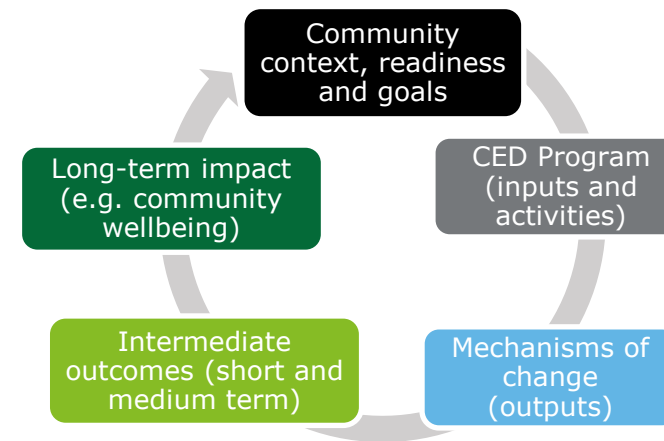 Community
context, readiness
and goals
CED Program
(inputs and
activities)
Mechanisms of
change
(outputs)
Intermediate
outcomes (short and
medium term)
Long-term impact
(e.g. community
wellbeing)